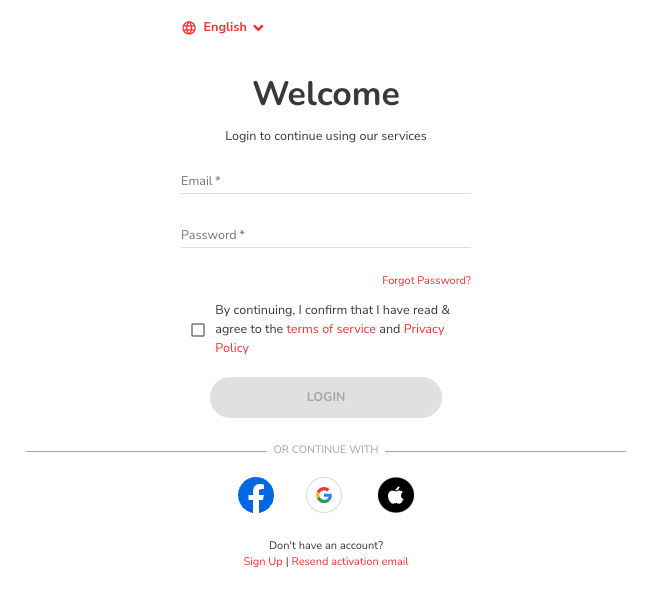 English
Welcome
Login to continue using our services
Email *
Password *
Forgot Password?
By continuing, I confirm that I have read &
agree to the terms of service and Privacy
Policy
LOGIN
OR CONTINUE WITH
Don't have an account?
Sign Up | Resend activation email